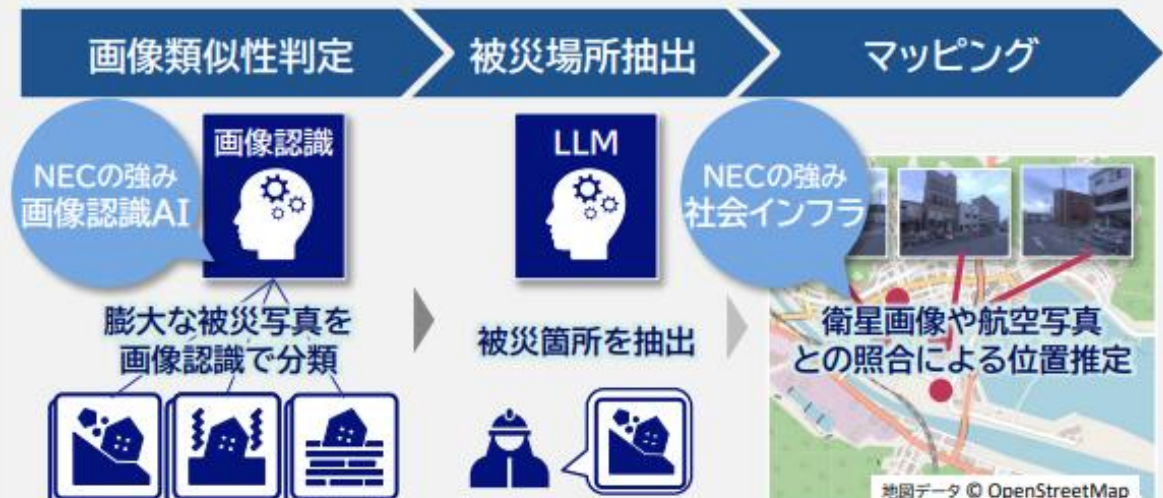 画像類似性判定
被災場所抽出
マッピング
NECの強み
画像認識AI
画像認識
膨大な被災写真を
画像認識で分類
LLM
被災箇所を抽出
NECの強み
社会インフラ
衛星画像や航空写真
との照合による位置推定
地図データ © OpenStreetMap